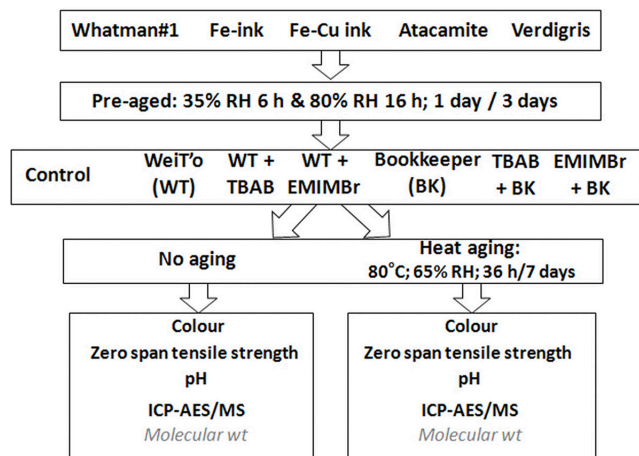 Whatman#1 Fe-ink Fe-Cu ink Atacamite Verdigris
Pre-aged: 35% RH 6 h & 80% RH 16 h; 1 day / 3 days
Control WeiT'o (WT) WT + TBAB WT + EMIMBr Bookkeeper (BK) TBAB + BK EMIMBr + BK
No aging
Heat aging:
80°C; 65% RH; 36 h/7 days
Colour
Zero span tensile strength
pH
ICP-AES/MS
Molecular wt
Colour
Zero span tensile strength
pH
ICP-AES/MS
Molecular wt